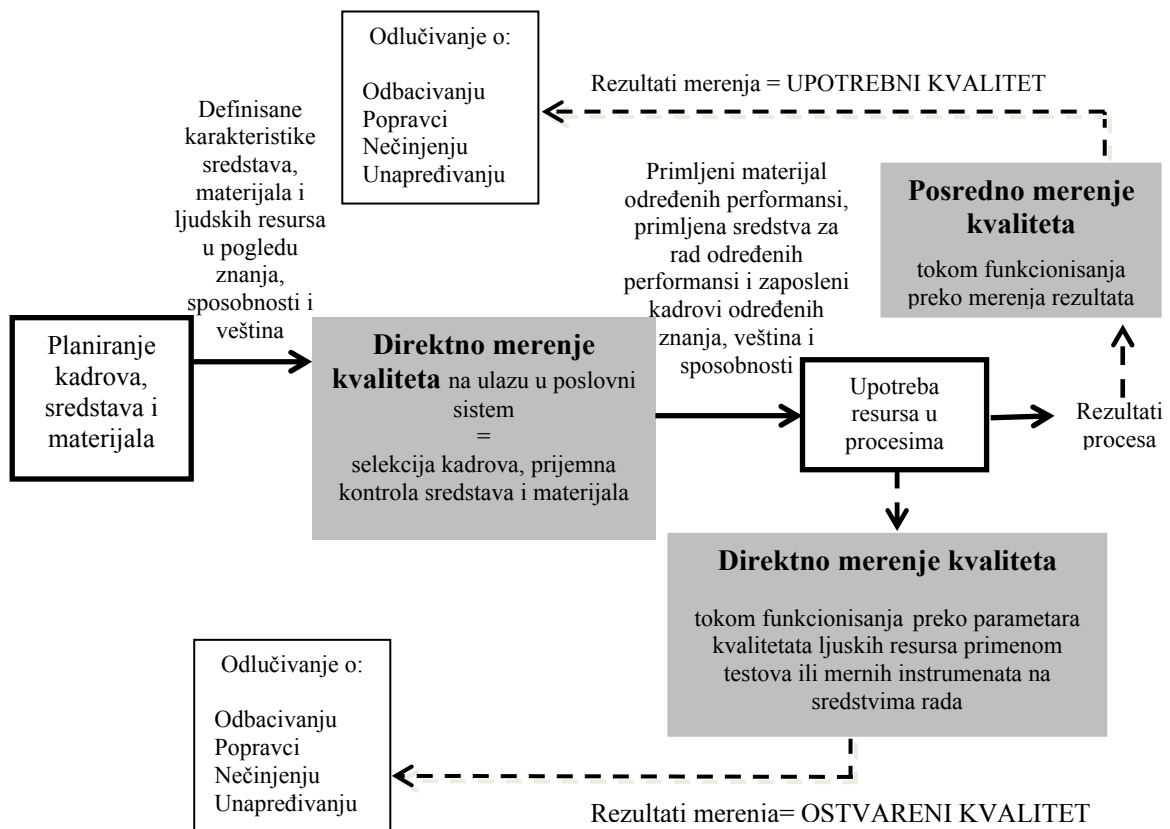 Odlučivanje o:
Odbacivanju
Popravci
Nečinjenju
Unapređivanju
Rezultati merenja = UPOTREBNI KVALITET
Definisane
karakteristike
sredstava,
materijala i
ljudskih resursa
u pogledu
znanja,
sposobnosti i
veština
Primljeni materijal
određenih performansi,
primljena sredstva za
rad određenih
performansi i zaposleni
kadrovi određenih
znanja, veština i
sposobnosti
Posredno merenje
kvaliteta
tokom funkcionisanja
preko merenja rezultata
Planiranje
kadrova,
sredstava i
materijala
Direktno merenje
kvaliteta na ulazu u poslovni
sistem
=
selekcija kadrova, prijemna
kontrola sredstava i materijala
Upotreba
resursa u
procesima
Rezultati
procesa
Direktno merenje kvaliteta
tokom funkcionisanja preko parametara
kvalitetata ljuskih resursa primenom
testova ili mernih instrumenata na
sredstvima rada
Odlučivanje o:
Odbacivanju
Popravci
Nečinjenju
Unapređivanju
Rezultati merenja= OSTVARENI KVALITET